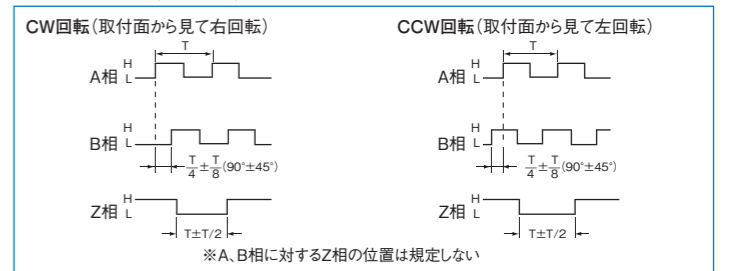 CW回転(取付面から見て右回転)
T
A相 H L
B相 H L
T/4±T/8(90°±45°)
Z相 H L
T±T/2
CCW回転(取付面から見て左回転)
T
A相 H L
B相 H L
T/4±T/8(90°±45°)
Z相 H L
T±T/2
※A、B相に対するZ相の位置は規定しない